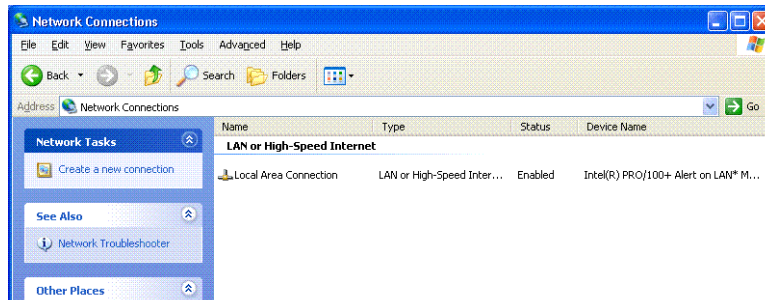 Network Connections
File Edit View Favorites Tools Advanced Help
Back Search Folders
Address Network Connections Go
Name Type Status Device Name
Network Tasks
LAN or High-Speed Internet
Create a new connection
Local Area Connection LAN or High-Speed Inter... Enabled Intel(R) PRO/100+ Alert on LAN* M...
See Also
Network Troubleshooter
Other Places